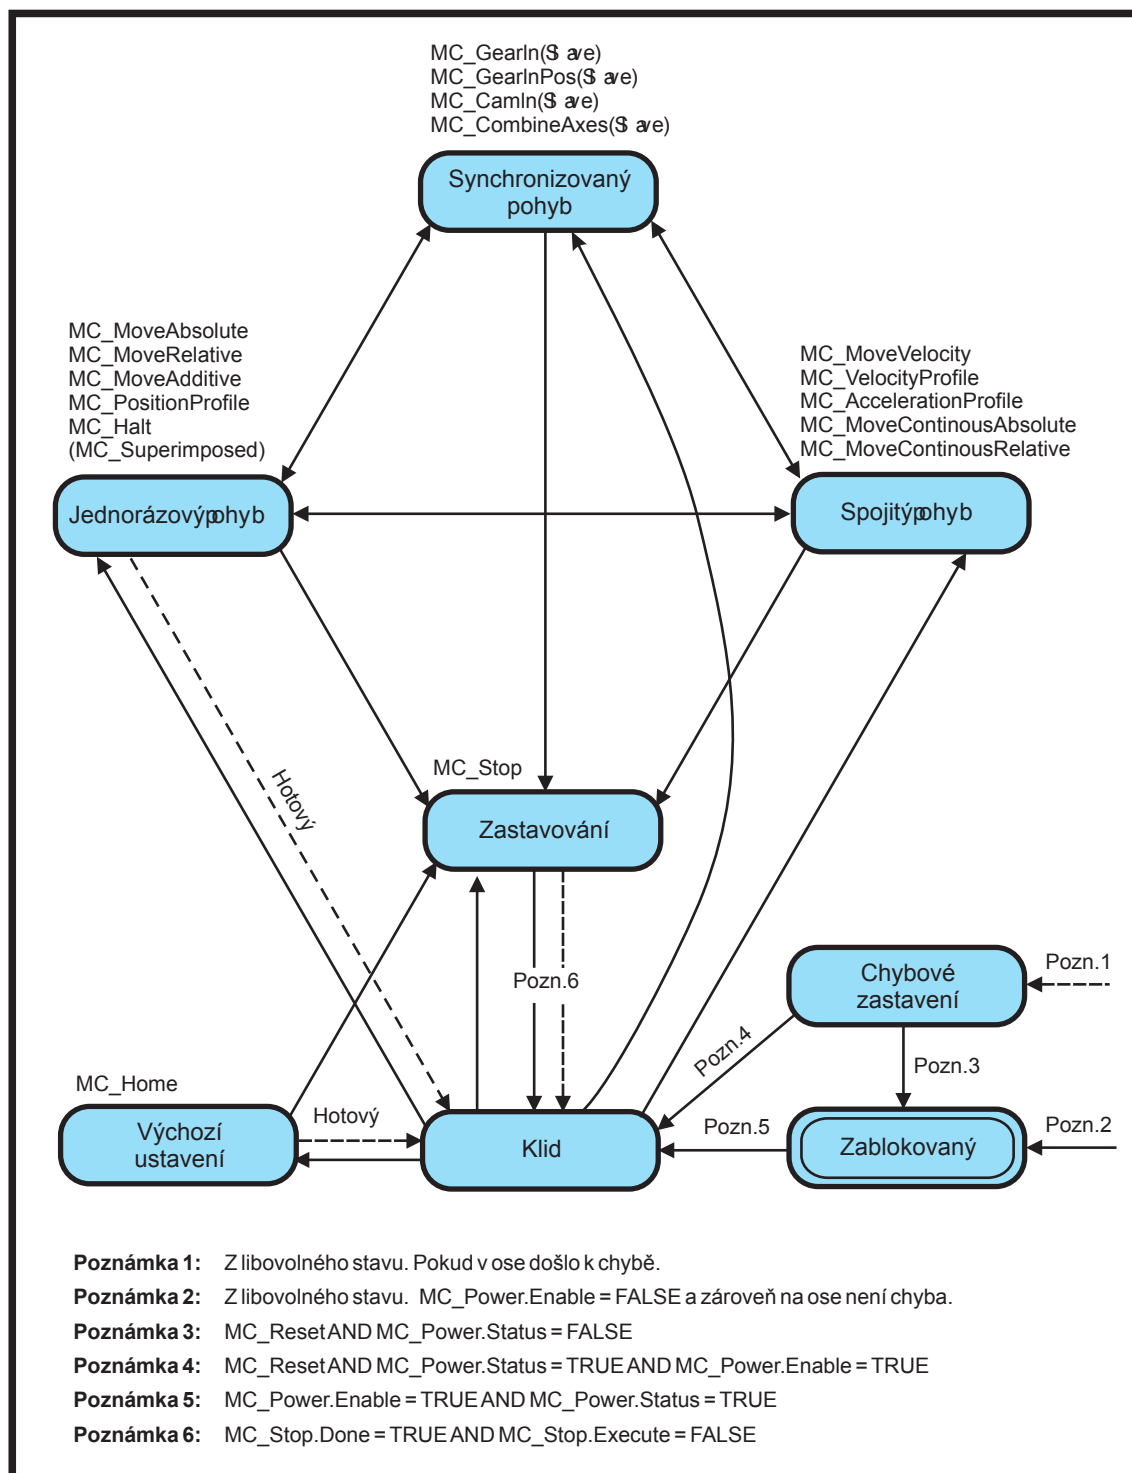 MC_GearIn(Slave)
MC_GearInPos(Slave)
MC_CamIn(Slave)
MC_CombineAxes(Slave)
Synchronizovaný
pohyb
MC_MoveAbsolute
MC_MoveRelative
MC_MoveAdditive
MC_PositionProfile
MC_Halt
(MC_Superimposed)
Jednorázový pohyb
MC_MoveVelocity
MC_VelocityProfile
MC_AccelerationProfile
MC_MoveContinousAbsolute
MC_MoveContinousRelative
Spojitý pohyb
Hotový
MC_Stop
Zastavování
Pozn.6
Chybové
zastavení
Pozn.1
Pozn.4
Pozn.3
MC_Home
Výchozí
ustavení
Hotový
Klid
Pozn.5
Zablokovaný
Pozn.2
Poznámka 1: Z libovolného stavu. Pokud v ose došlo k chybě.
Poznámka 2: Z libovolného stavu. MC_Power.Enable = FALSE a zároveň na ose není chyba.
Poznámka 3: MC_Reset AND MC_Power.Status = FALSE
Poznámka 4: MC_Reset AND MC_Power.Status = TRUE AND MC_Power.Enable = TRUE
Poznámka 5: MC_Power.Enable = TRUE AND MC_Power.Status = TRUE
Poznámka 6: MC_Stop.Done = TRUE AND MC_Stop.Execute = FALSE